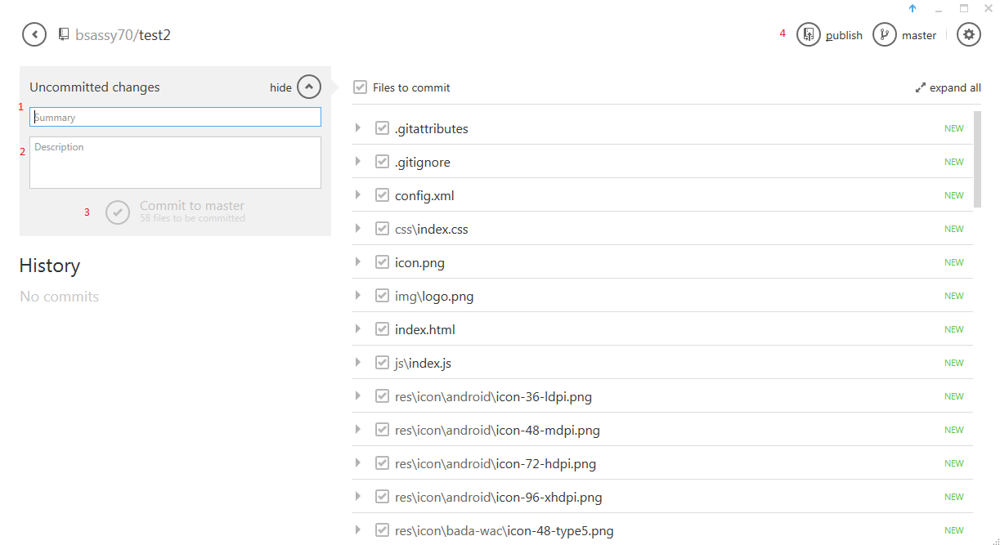 bsassy70/test2
4
publish
master
Uncommitted changes
hide
1
Summary
2
Description
3
Commit to master
58 files to be committed
History
No commits
Files to commit
expand all
.gitattributes NEW
.gitignore NEW
config.xml NEW
css\index.css NEW
icon.png NEW
img\logo.png NEW
index.html NEW
js\index.js NEW
res\icon\android\icon-36-ldpi.png NEW
res\icon\android\icon-48-mdpi.png NEW
res\icon\android\icon-72-hdpi.png NEW
res\icon\android\icon-96-xhdpi.png NEW
res\icon\bada-wac\icon-48-type5.png NEW